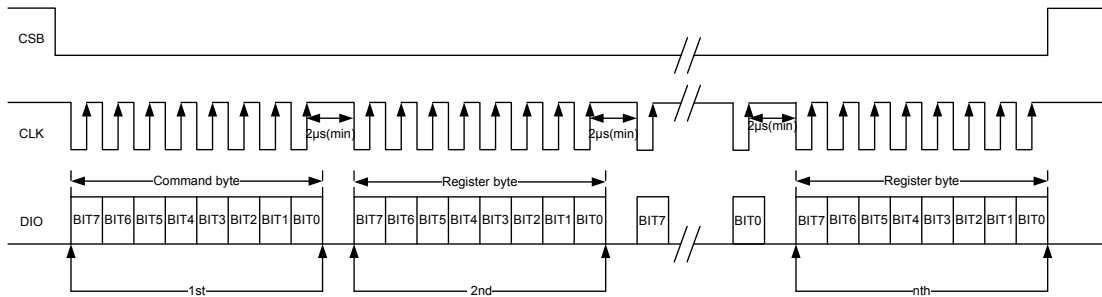 CSB
CLK
2µs(min) 2µs(min) 2µs(min)
Command byte Register byte Register byte
DIO BIT7 BIT6 BIT5 BIT4 BIT3 BIT2 BIT1 BIT0 BIT7 BIT6 BIT5 BIT4 BIT3 BIT2 BIT1 BIT0 BIT7 BIT0 BIT7 BIT6 BIT5 BIT4 BIT3 BIT2 BIT1 BIT0
1st 2nd nth